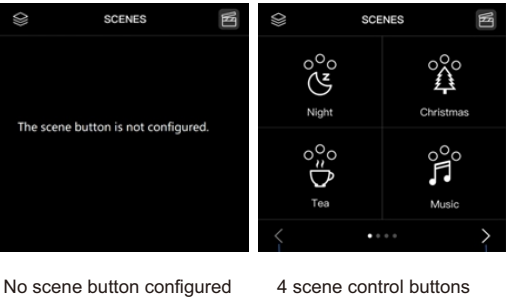 SCENES
The scene button is not configured.
SCENES
Night
Christmas
Tea
Music
No scene button configured
4 scene control buttons